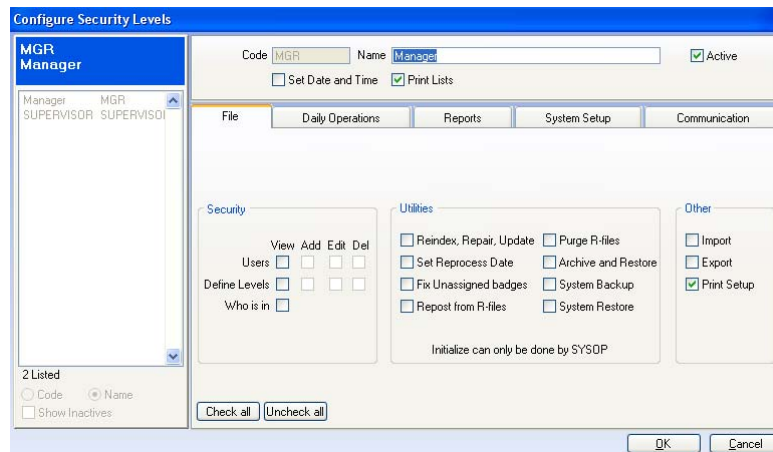 Configure Security Levels
MGR
Manager
Code MGR Name Manager Active
Set Date and Time Print Lists
Manager MGR
SUPERVISOR SUPERVISOI
File Daily Operations Reports System Setup Communication
Security Utilities Other
View Add Edit Del
Reindex, Repair, Update Purge R-files Import
Users Set Reprocess Date Archive and Restore Export
Define Levels Fix Unassigned badges System Backup Print Setup
Who is in Repost from R-files System Restore
Initialize can only be done by SYSOP
2 Listed
Code Name
Show Inactives
Check all Uncheck all
OK Cancel